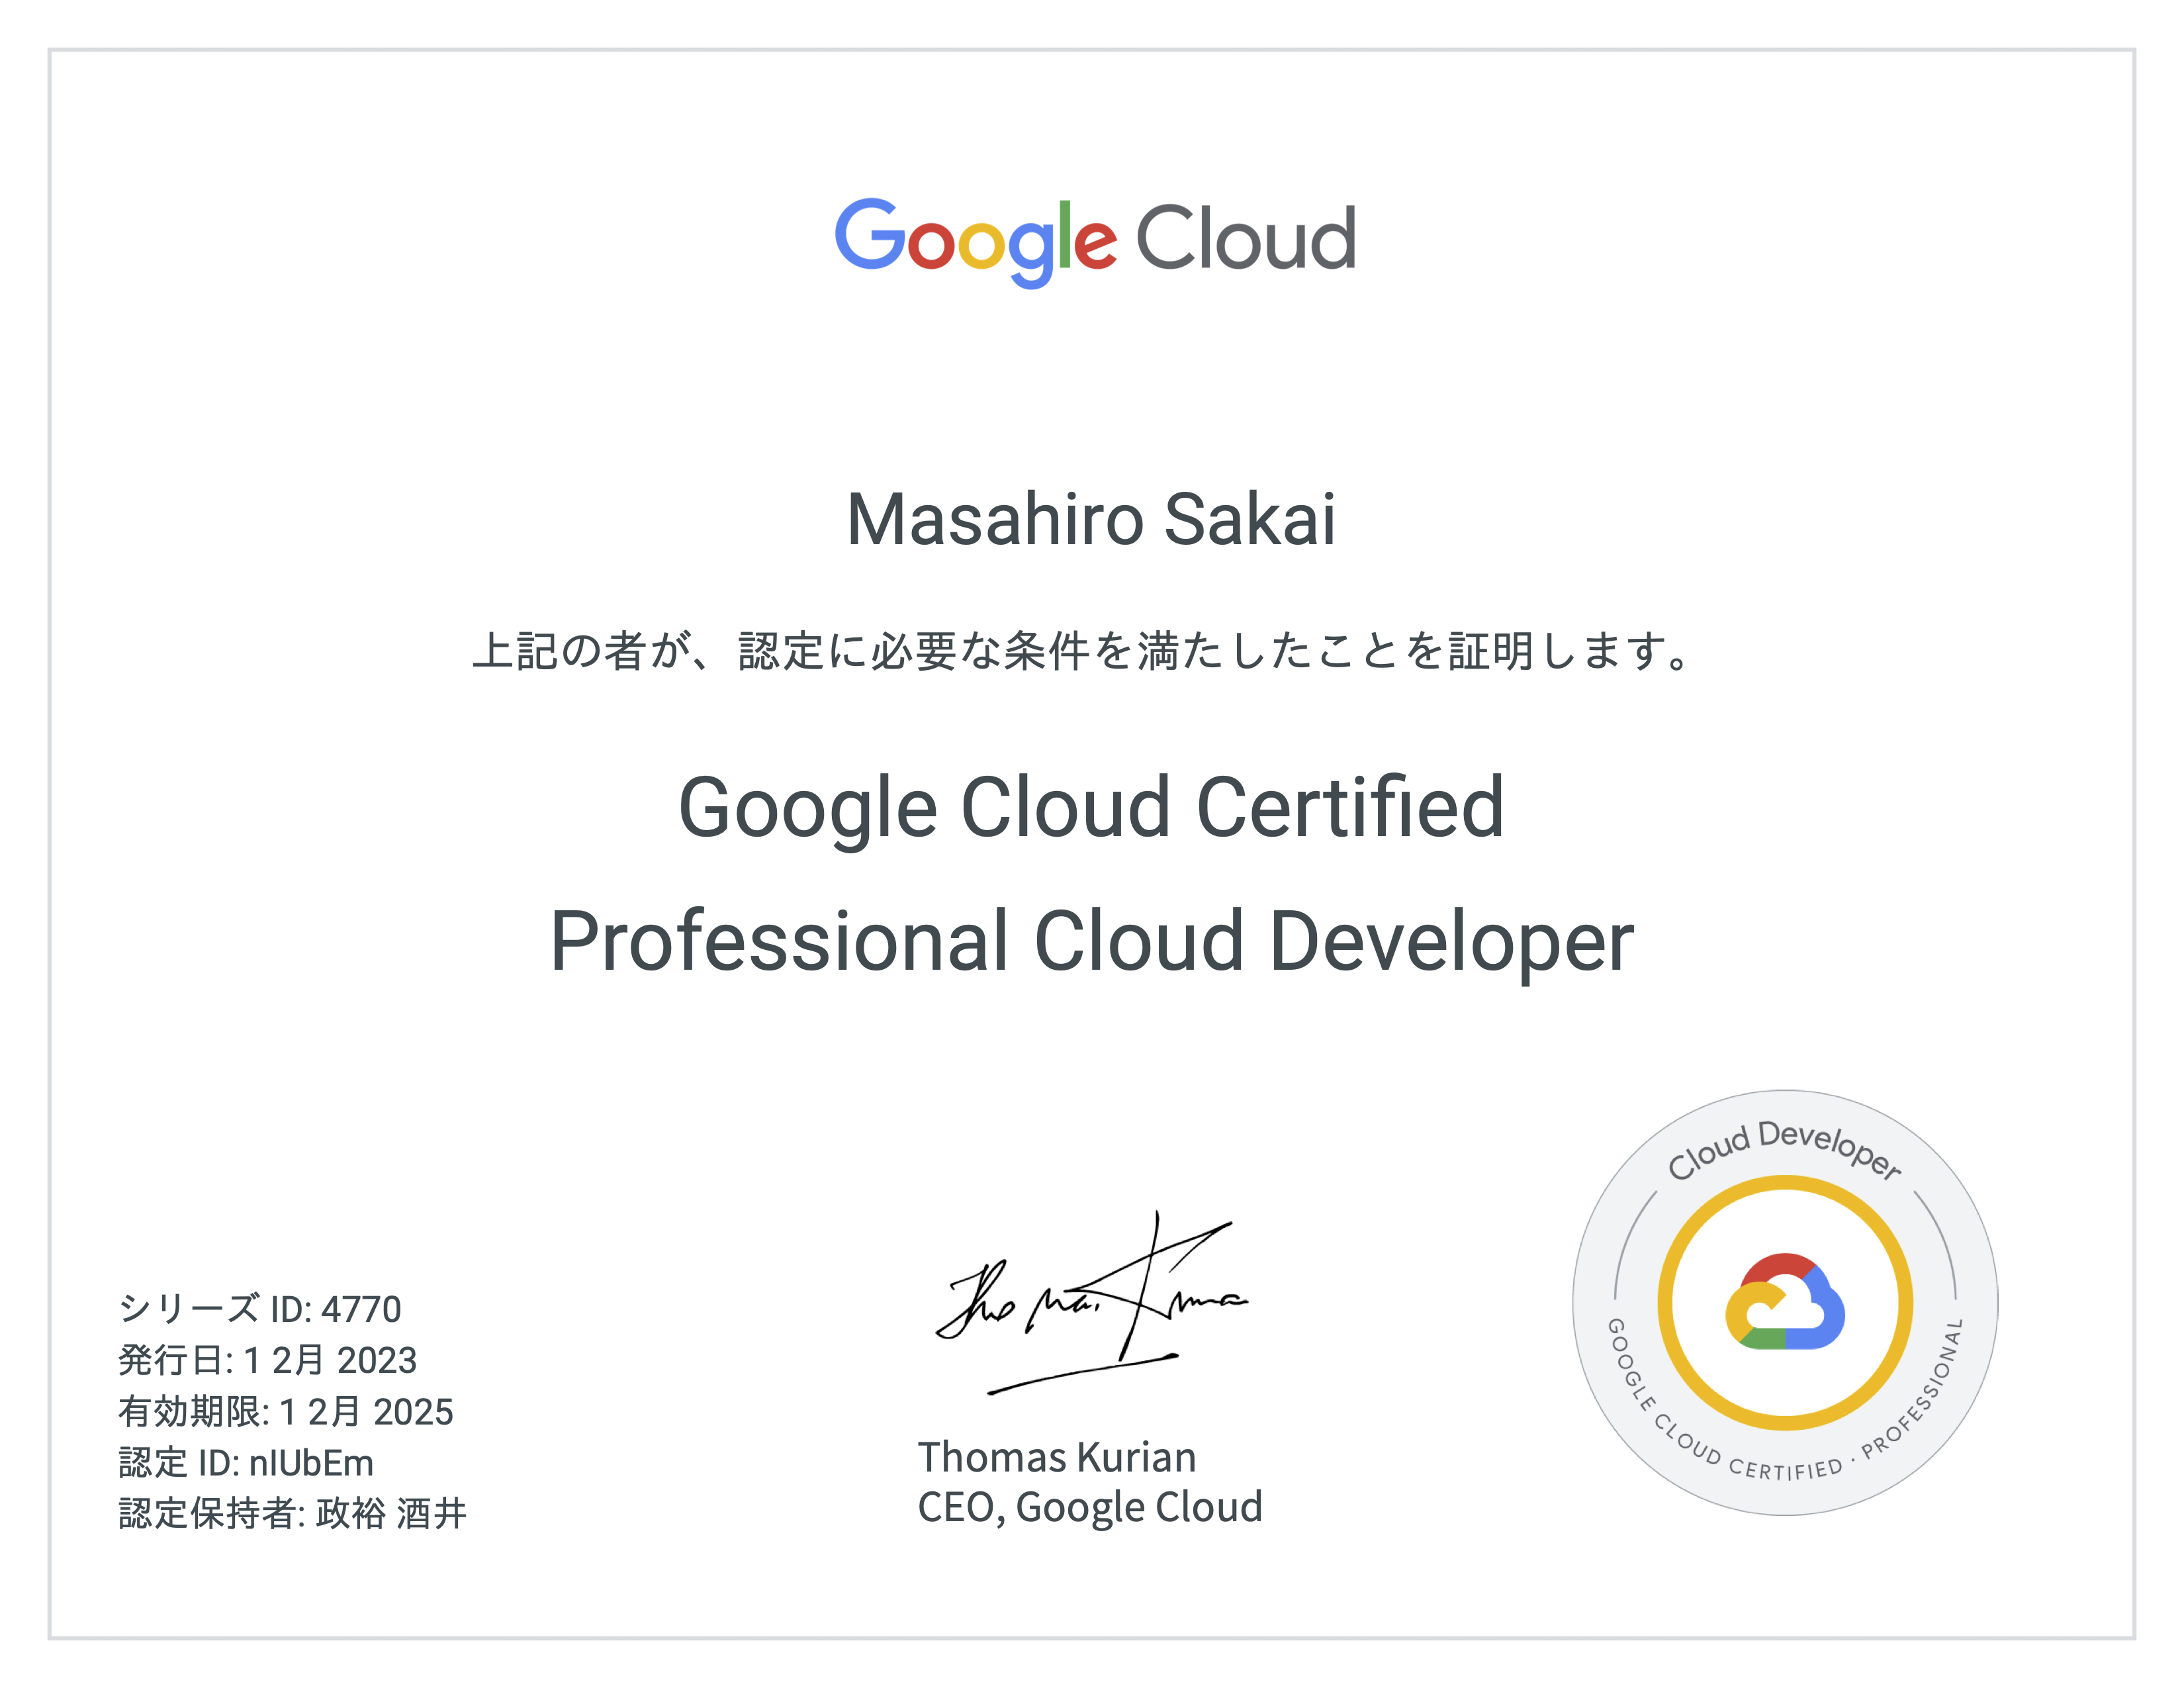 Google Cloud
Masahiro Sakai
上記の者が、認定に必要な条件を満たしたことを証明します。
Google Cloud Certified
Professional Cloud Developer
シリーズ ID: 4770
発行日: 1 2月 2023
有効期限: 1 2月 2025
認定 ID: nIUbEm
認定保持者: 政裕 酒井
Thomas Kurian
CEO, Google Cloud
Cloud Developer
GOOGLE CLOUD CERTIFIED · PROFESSIONAL